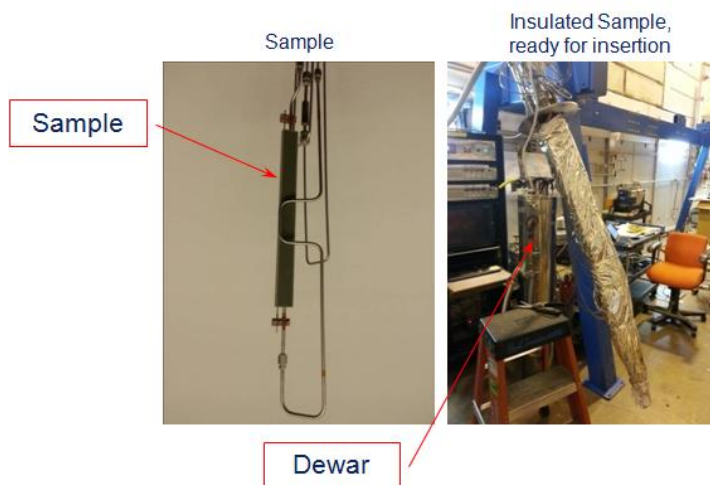 Sample
Insulated Sample,
ready for insertion
Sample
Dewar